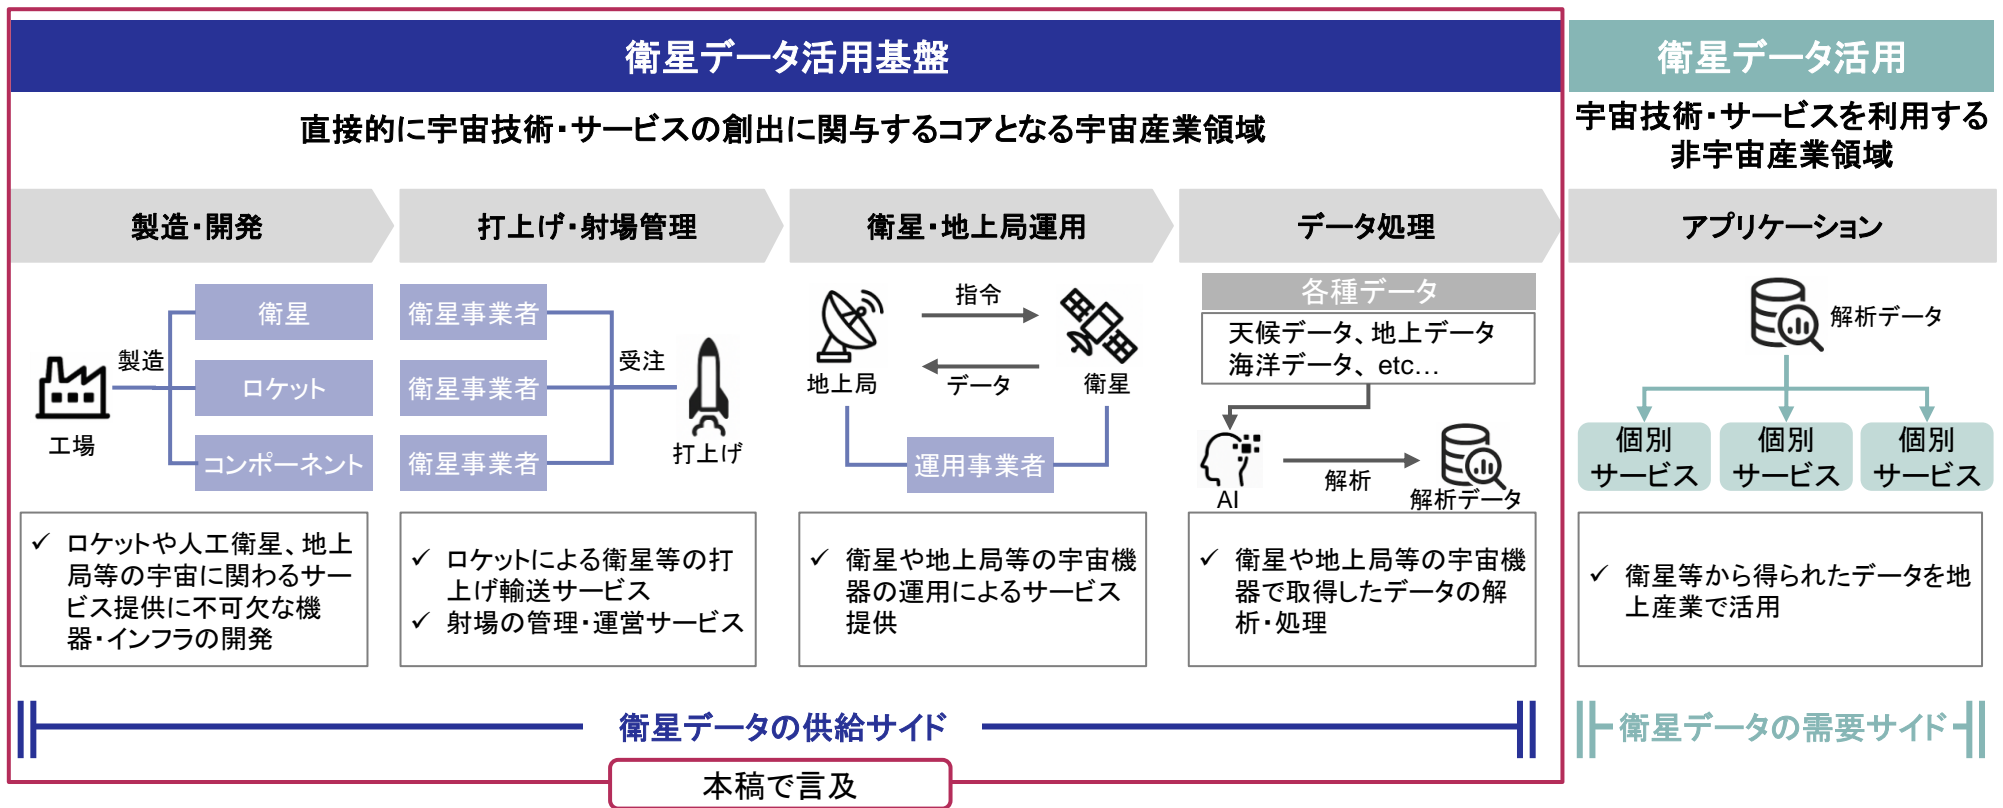 衛星データ活用基盤
直接的に宇宙技術・サービスの創出に関与するコアとなる宇宙産業領域
製造・開発
工場
製造
衛星
ロケット
コンポーネント
✓ ロケットや人工衛星、地上
局等の宇宙に関わるサー
ビス提供に不可欠な機
器・インフラの開発
打上げ・射場管理
衛星事業者
衛星事業者
衛星事業者
受注
打上げ
✓ ロケットによる衛星等の打
上げ輸送サービス
✓ 射場の管理・運営サービス
衛星・地上局運用
指令
データ
地上局
衛星
運用事業者
✓ 衛星や地上局等の宇宙機
器の運用によるサービス
提供
データ処理
各種データ
天候データ、地上データ
海洋データ、etc…
AI
解析
解析データ
✓ 衛星や地上局等の宇宙機
器で取得したデータの解
析・処理
衛星データの供給サイド
本稿で言及
衛星データ活用
宇宙技術・サービスを利用する
非宇宙産業領域
アプリケーション
解析データ
個別
サービス
個別
サービス
個別
サービス
✓ 衛星等から得られたデータを地
上産業で活用
衛星データの需要サイド